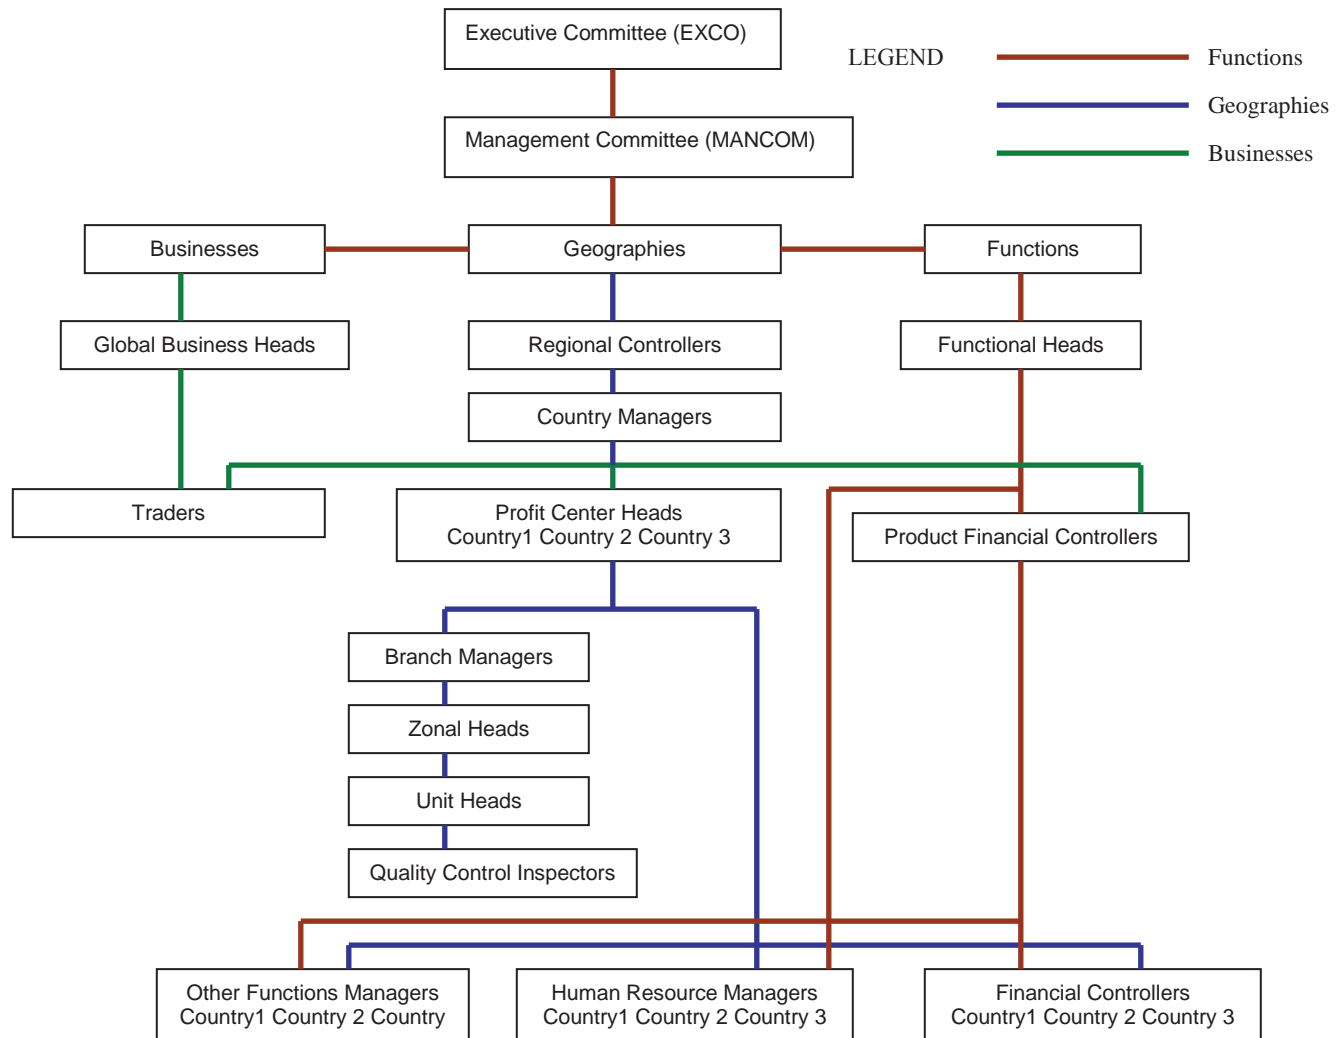 Executive Committee (EXCO)
LEGEND
Functions
Geographies
Businesses
Management Committee (MANCOM)
Businesses
Geographies
Functions
Global Business Heads
Regional Controllers
Functional Heads
Country Managers
Traders
Profit Center Heads
Country1 Country 2 Country 3
Product Financial Controllers
Branch Managers
Zonal Heads
Unit Heads
Quality Control Inspectors
Other Functions Managers
Country1 Country 2 Country
Human Resource Managers
Country1 Country 2 Country 3
Financial Controllers
Country1 Country 2 Country 3